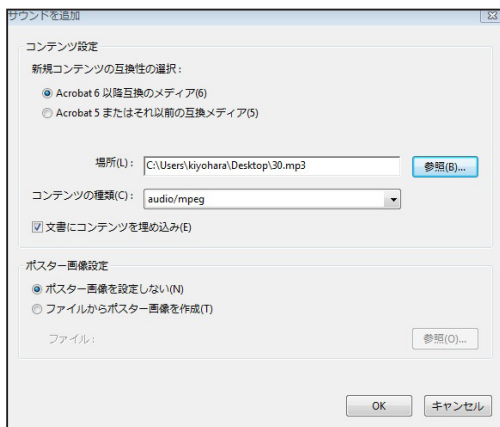 サウンドを追加
コンテンツ設定
新規コンテンツの互換性の選択：
Acrobat 6 以降互換のメディア(6)
Acrobat 5 またはそれ以前の互換メディア(5)
場所(L)： C:\Users\kiyohara\Desktop\30.mp3 参照(B)...
コンテンツの種類(C)： audio/mpeg
文書にコンテンツを埋め込み(E)
ポスター画像設定
ポスター画像を設定しない(N)
ファイルからポスター画像を作成(T)
ファイル： 参照(O)...
OK キャンセル